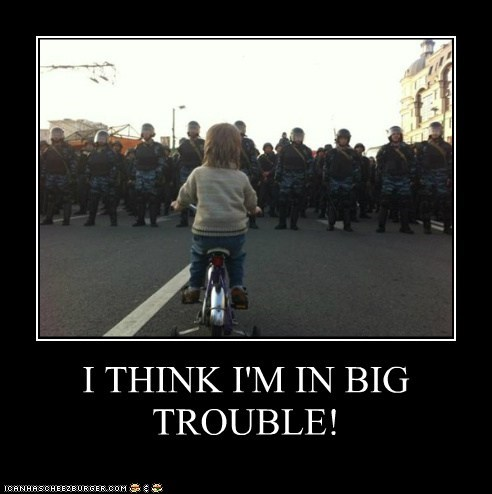 I THINK I'M IN BIG
TROUBLE!
ICANHASCHEEZBURGER.COM